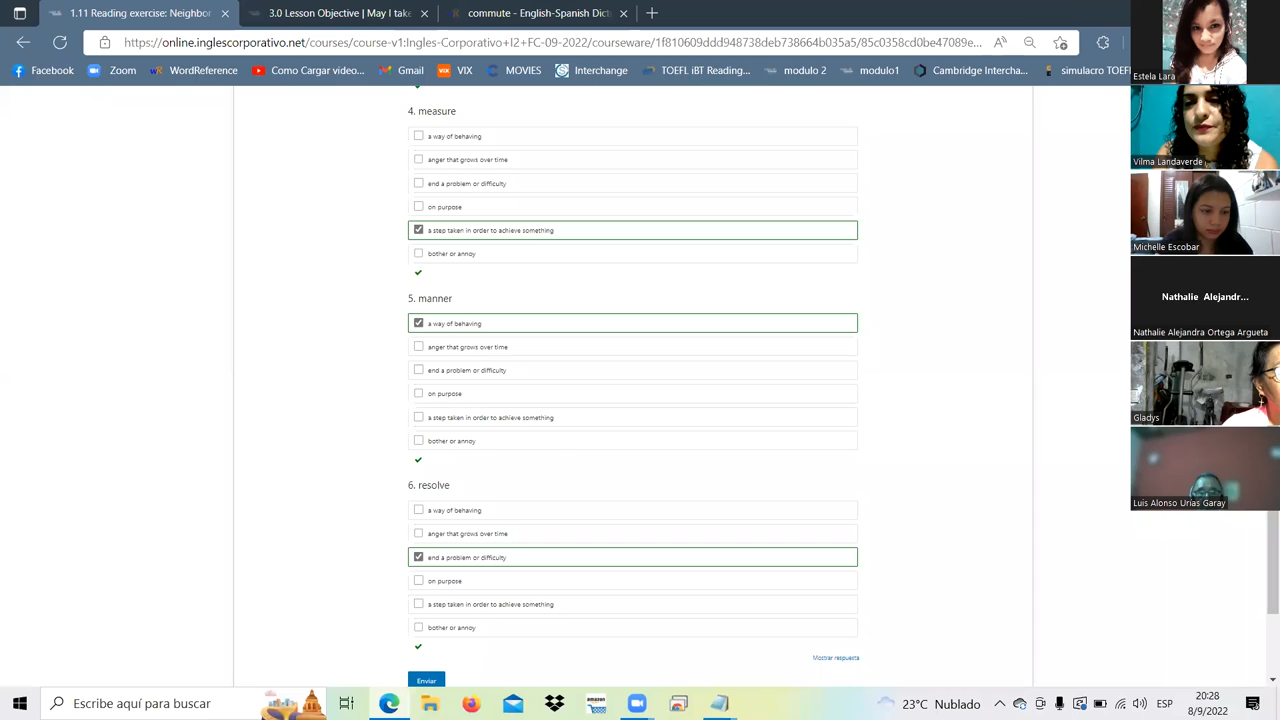 1.11 Reading exercise: Neighbor
3.0 Lesson Objective | May I take
commute - English-Spanish Dict
https://online.inglescorporativo.net/courses/course-v1:Ingles-Corporativo+I2+FC-09-2022/courseware/1f810619ddd948738deb738664b035a5/85c0358cd0be47089e...
Facebook
Zoom
WordReference
Como Cargar video...
Gmail
VIX
VIX
MOVIES
Interchange
TOEFL IBT Reading...
modulo 2
modulo 1
Cambridge Intercha...
simulacro TOEFL
4. measure
a way of behaving
anger that grows over time
end a problem or difficulty
on purpose
a step taken in order to achieve something
bother or annoy
5. manner
a way of behaving
anger that grows over time
end a problem or difficulty
on purpose
a step taken in order to achieve something
bother or annoy
6. resolve
a way of behaving
anger that grows over time
end a problem or difficulty
on purpose
a step taken in order to achieve something
bother or annoy
Mostrar respuesta
Enviar
Estela Lara
Vilma Landaverde
Michelle Escobar
Nathalie Alejandr...
Nathalie Alejandra Ortega Argueta
Gladys
Luis Alonso Urías Garay
Escribe aquí para buscar
amazon
23°C Nublado
ESP
20:28
8/9/2022